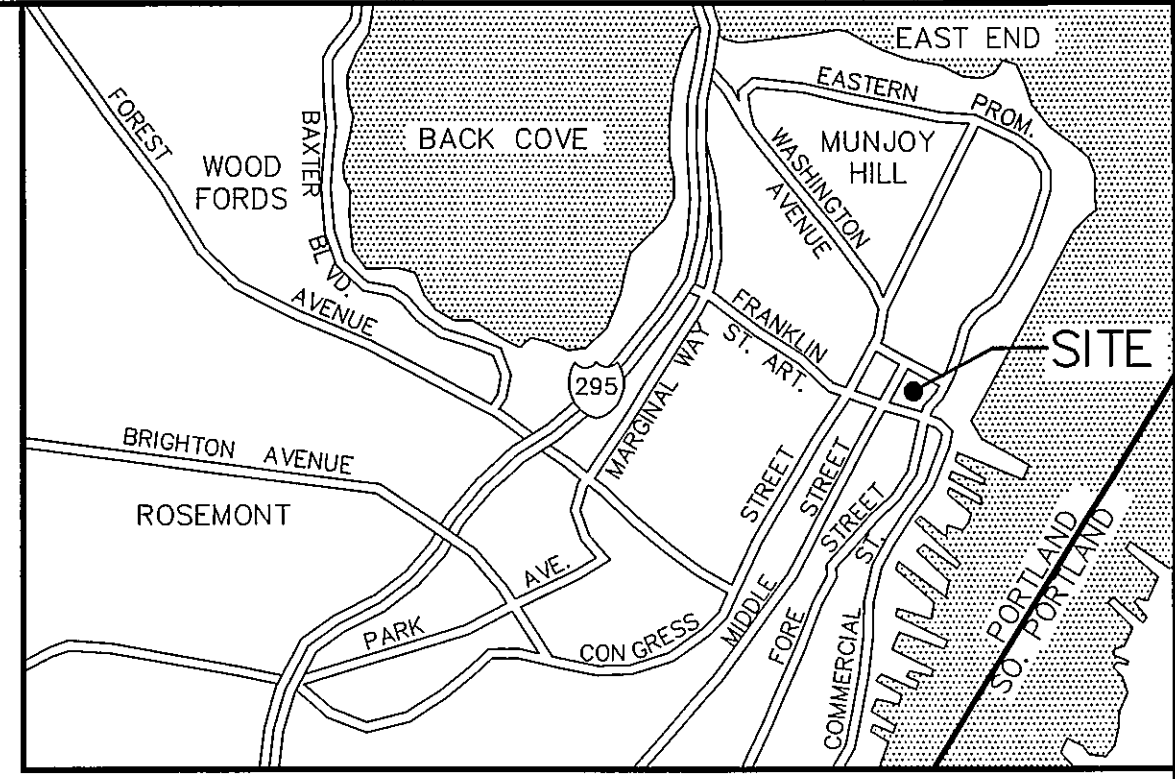 EAST END
EASTERN
PROM.
FOREST
BAXTER
BACK COVE
MUNJOY
HILL
WASHINGTON
AVENUE
WOOD
FORDS
BLVD.
AVENUE
FRANKLIN
ST. ART.
SITE
295
MARGINAL WAY
BRIGHTON AVENUE
ROSEMONT
STREET
STREET
STREET
ST.
PORTLAND
SO. PORTLAND
AVE.
PARK
CONGRESS
MIDDLE
FORE
COMMERCIAL